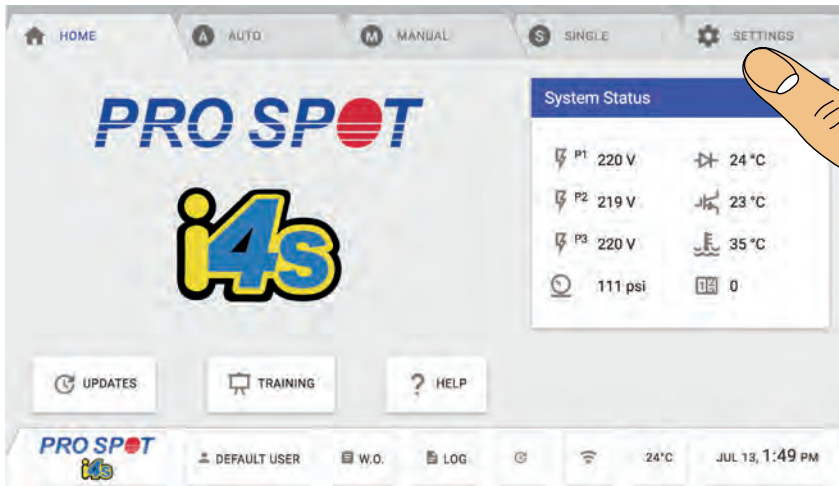 HOME
A AUTO
M MANUAL
S SINGLE
SETTINGS
PRO SPOT
i4s
System Status
P1 220 V
24 °C
P2 219 V
23 °C
P3 220 V
35 °C
111 psi
0
UPDATES
TRAINING
? HELP
PRO SPOT
i4s
DEFAULT USER
W.O.
LOG
24°C
JUL 13, 1:49 PM